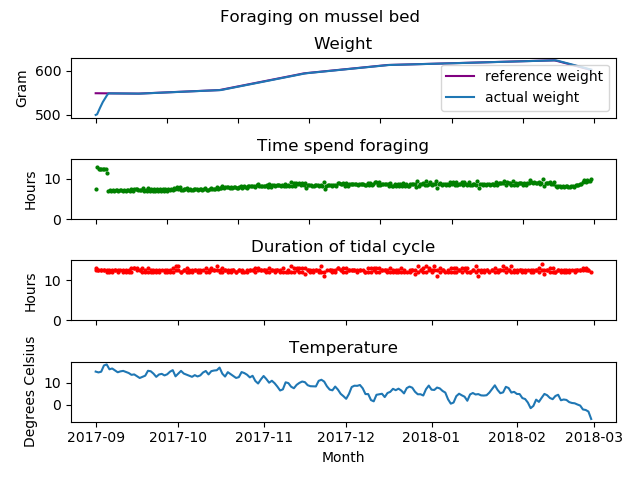 Foraging on mussel bed
Weight
Gram
600
500
reference weight
actual weight
Time spend foraging
Hours
10
0
Duration of tidal cycle
Hours
10
0
Temperature
Degrees Celsius
10
0
2017-09 2017-10 2017-11 2017-12 2018-01 2018-02 2018-03
Month